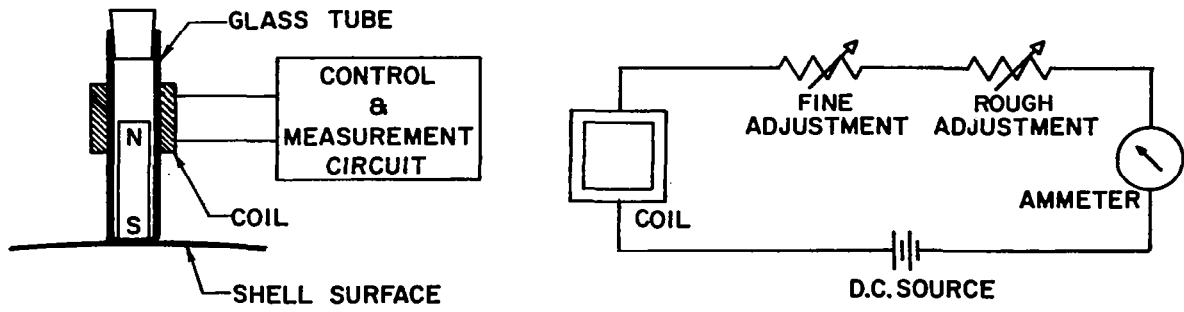 GLASS TUBE
CONTROL
&
MEASUREMENT
CIRCUIT
N
S
COIL
SHELL SURFACE
FINE
ADJUSTMENT
ROUGH
ADJUSTMENT
AMMETER
COIL
D.C. SOURCE